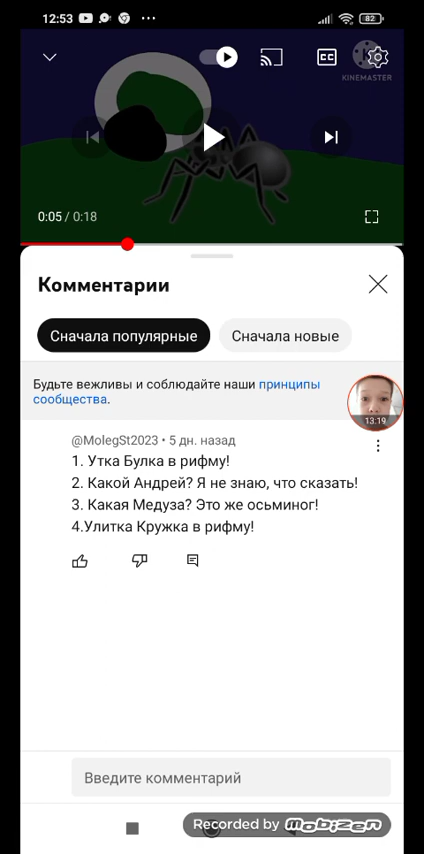 12:53
82
KINEMASTER
CC
0:05 / 0:18
Комментарии
Сначала популярные
Сначала новые
Будьте вежливы и соблюдайте наши принципы
сообщества.
13:19
@MolegSt2023 • 5 дн. назад
1. Утка Булка в рифму!
2. Какой Андрей? Я не знаю, что сказать!
3. Какая Медуза? Это же осьминог!
4.Улитка Кружка в рифму!
Введите комментарий
Recorded by mobizen